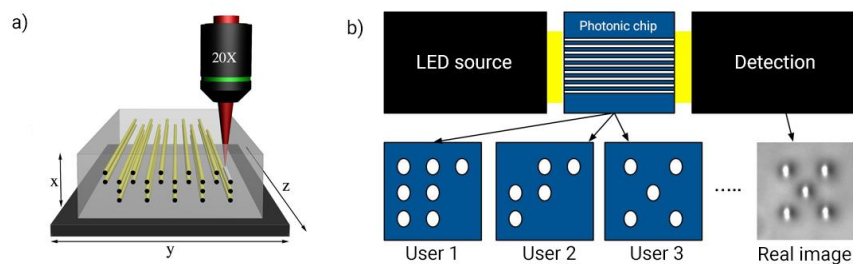 a)
20X
x
z
y
b)
LED source
Photonic chip
Detection
.....
User 1
User 2
User 3
Real image